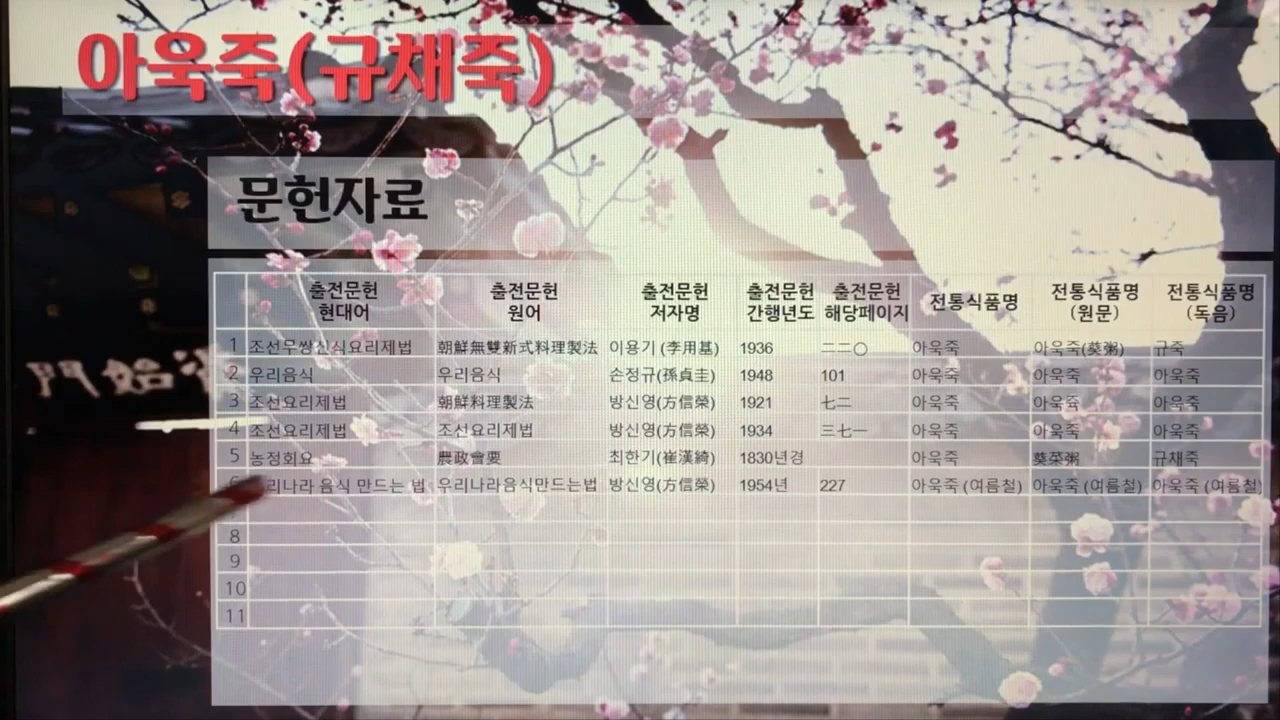 아욱죽(규채죽)
문헌자료
출전문헌 현대어 출전문헌 원어 출전문헌 저자명 출전문헌 간행년도 출전문헌 해당페이지 전통식품명 전통식품명 (원문) 전통식품명 (독음)
1 조선무쌍신식요리제법 朝鮮無雙新式料理製法 이용기 (李用基) 1936 二二〇 아욱죽 아욱죽(葵粥) 규죽
2 우리음식 우리음식 손정규(孫貞圭) 1948 101 아욱죽 아욱죽 아욱죽
3 조선요리제법 朝鮮料理製法 방신영(方信榮) 1921 七二 아욱죽 아욱죽 아욱죽
4 조선요리제법 조선요리제법 방신영(方信榮) 1934 三七一 아욱죽 아욱죽 아욱죽
5 농정회요 農政會要 최한기(崔漢綺) 1830년경 아욱죽 葵菜粥 규채죽
6 우리나라 음식 만드는 법 우리나라음식만드는법 방신영(方信榮) 1954년 227 아욱죽 (여름철) 아욱죽 (여름철) 아욱죽 (여름철)
8
9
10
11
門 始